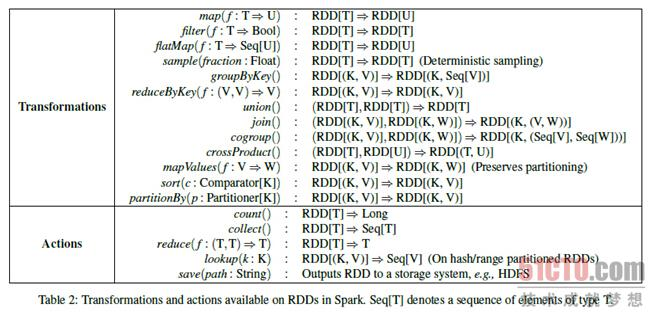 Transformations
map(f : T ⇒ U) : RDD[T] ⇒ RDD[U]
filter(f : T ⇒ Bool) : RDD[T] ⇒ RDD[T]
flatMap(f : T ⇒ Seq[U]) : RDD[T] ⇒ RDD[U]
sample(fraction : Float) : RDD[T] ⇒ RDD[T] (Deterministic sampling)
groupByKey() : RDD[(K, V)] ⇒ RDD[(K, Seq[V])]
reduceByKey(f : (V,V) ⇒ V) : RDD[(K, V)] ⇒ RDD[(K, V)]
union() : (RDD[T],RDD[T]) ⇒ RDD[T]
join() : (RDD[(K, V)],RDD[(K, W)]) ⇒ RDD[(K, (V, W))]
cogroup() : (RDD[(K, V)],RDD[(K, W)]) ⇒ RDD[(K, (Seq[V], Seq[W]))]
crossProduct() : (RDD[T],RDD[U]) ⇒ RDD[(T, U)]
mapValues(f : V ⇒ W) : RDD[(K, V)] ⇒ RDD[(K, W)] (Preserves partitioning)
sort(c : Comparator[K]) : RDD[(K, V)] ⇒ RDD[(K, V)]
partitionBy(p : Partitioner[K]) : RDD[(K, V)] ⇒ RDD[(K, V)]
Actions
count() : RDD[T] ⇒ Long
collect() : RDD[T] ⇒ Seq[T]
reduce(f : (T,T) ⇒ T) : RDD[T] ⇒ T
lookup(k : K) : RDD[(K, V)] ⇒ Seq[V] (On hash/range partitioned RDDs)
save(path : String) : Outputs RDD to a storage system, e.g., HDFS
51CTO.com
技术成就梦想
Table 2: Transformations and actions available on RDDs in Spark. Seq[T] denotes a sequence of elements of type T.